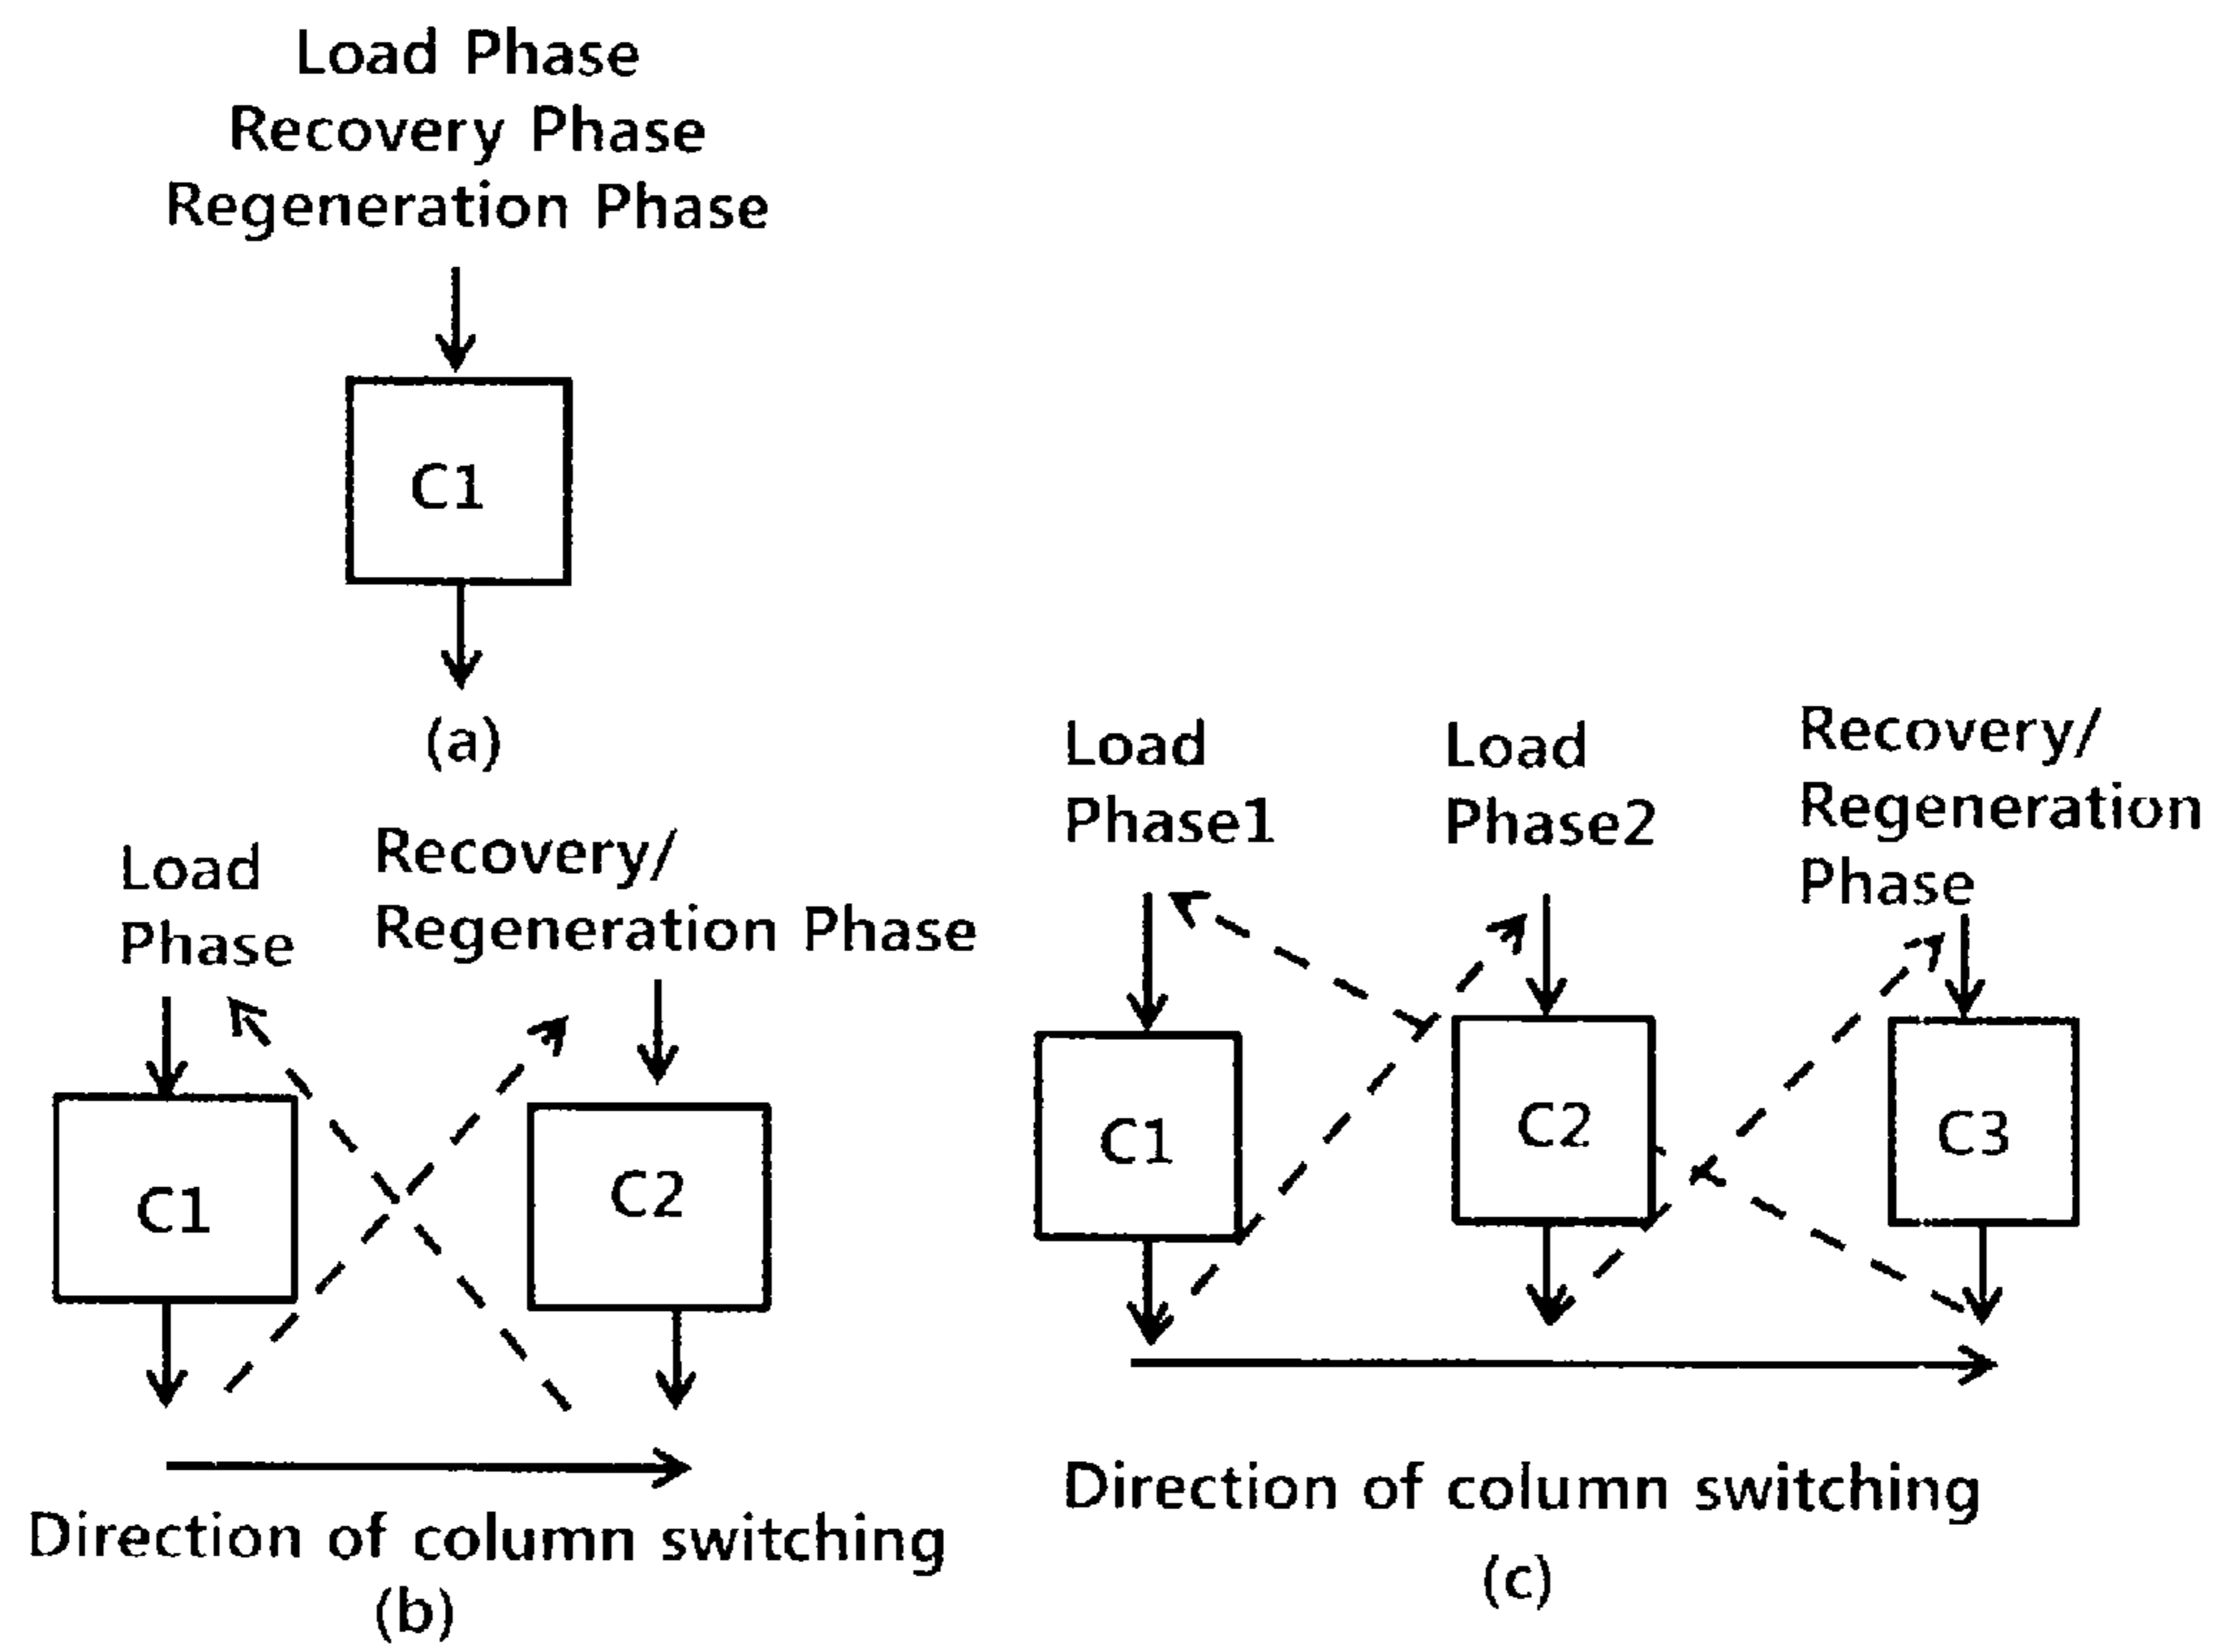 Load Phase
Recovery Phase
Regeneration Phase
C1
(a)
Load
Phase
Recovery/
Regeneration Phase
C1
C2
Direction of column switching
(b)
Load
Phase1
Load
Phase2
Recovery/
Regeneration
Phase
C1
C2
C3
Direction of column switching
(c)